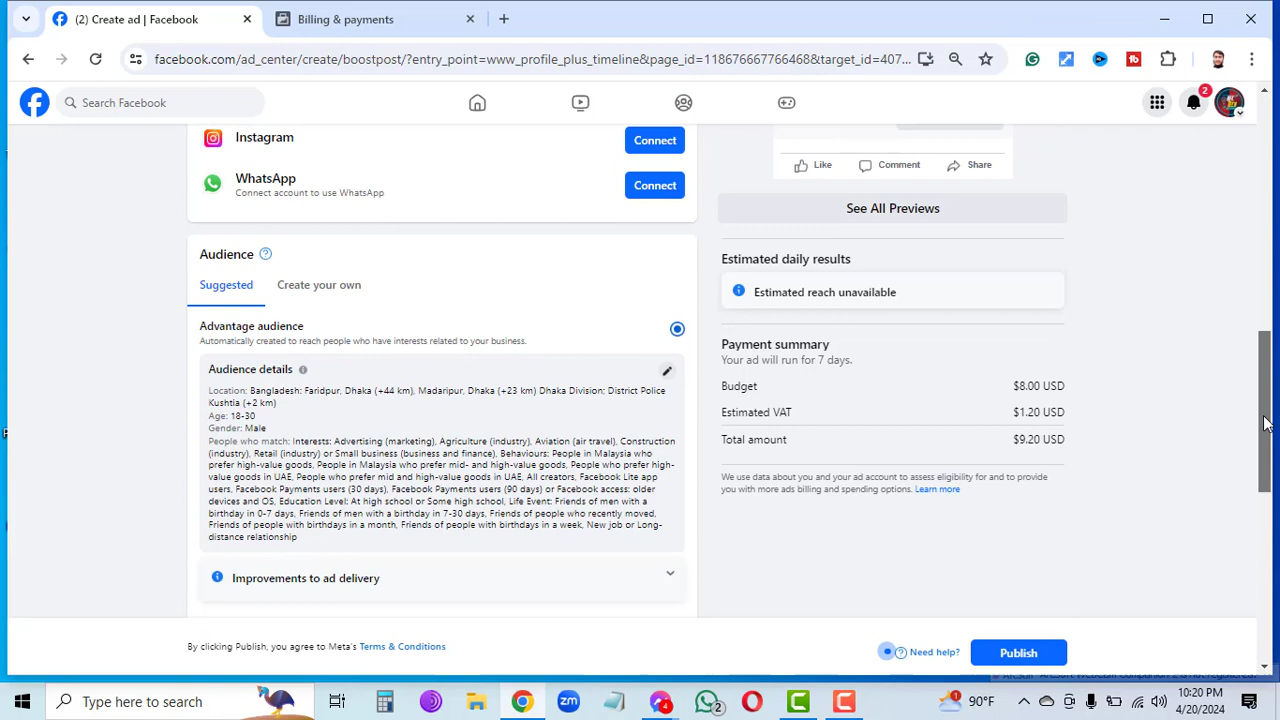 (2) Create ad | Facebook
Billing & payments
facebook.com/ad_center/create/boostpost/?entry_point=www_profile_plus_timeline&page_id=118676667766468&target_id=407...
Search Facebook
2
Instagram
Connect
WhatsApp
Connect account to use WhatsApp
Connect
Audience
Suggested
Create your own
Advantage audience
Automatically created to reach people who have interests related to your business.
Audience details
Location: Bangladesh: Faridpur, Dhaka (+44 km), Madaripur, Dhaka (+23 km) Dhaka Division; District Police
Kushtia (+2 km)
Age: 18-30
Gender: Male
People who match: Interests: Advertising (marketing), Agriculture (industry), Aviation (air travel), Construction
(industry), Retail (industry) or Small business (business and finance), Behaviours: People in Malaysia who
prefer high-value goods, People in Malaysia who prefer mid- and high-value goods, People who prefer high-
value goods in UAE, People who prefer mid and high-value goods in UAE, All creators, Facebook Lite app
users, Facebook Payments users (30 days), Facebook Payments users (90 days) or Facebook access: older
devices and OS, Education Level: At high school or Some high school, Life Event: Friends of men with a
birthday in 0-7 days, Friends of men with a birthday in 7-30 days, Friends of people who recently moved,
Friends of people with birthdays in a month, Friends of people with birthdays in a week, New job or Long-
distance relationship
Improvements to ad delivery
Like
Comment
Share
See All Previews
Estimated daily results
Estimated reach unavailable
Payment summary
Your ad will run for 7 days.
Budget $8.00 USD
Estimated VAT $1.20 USD
Total amount $9.20 USD
We use data about you and your ad account to assess eligibility for and to provide
you with more ads billing and spending options. Learn more
By clicking Publish, you agree to Meta's Terms & Conditions
Need help?
Publish
Type here to search
4
2
90°F
10:20 PM
4/20/2024